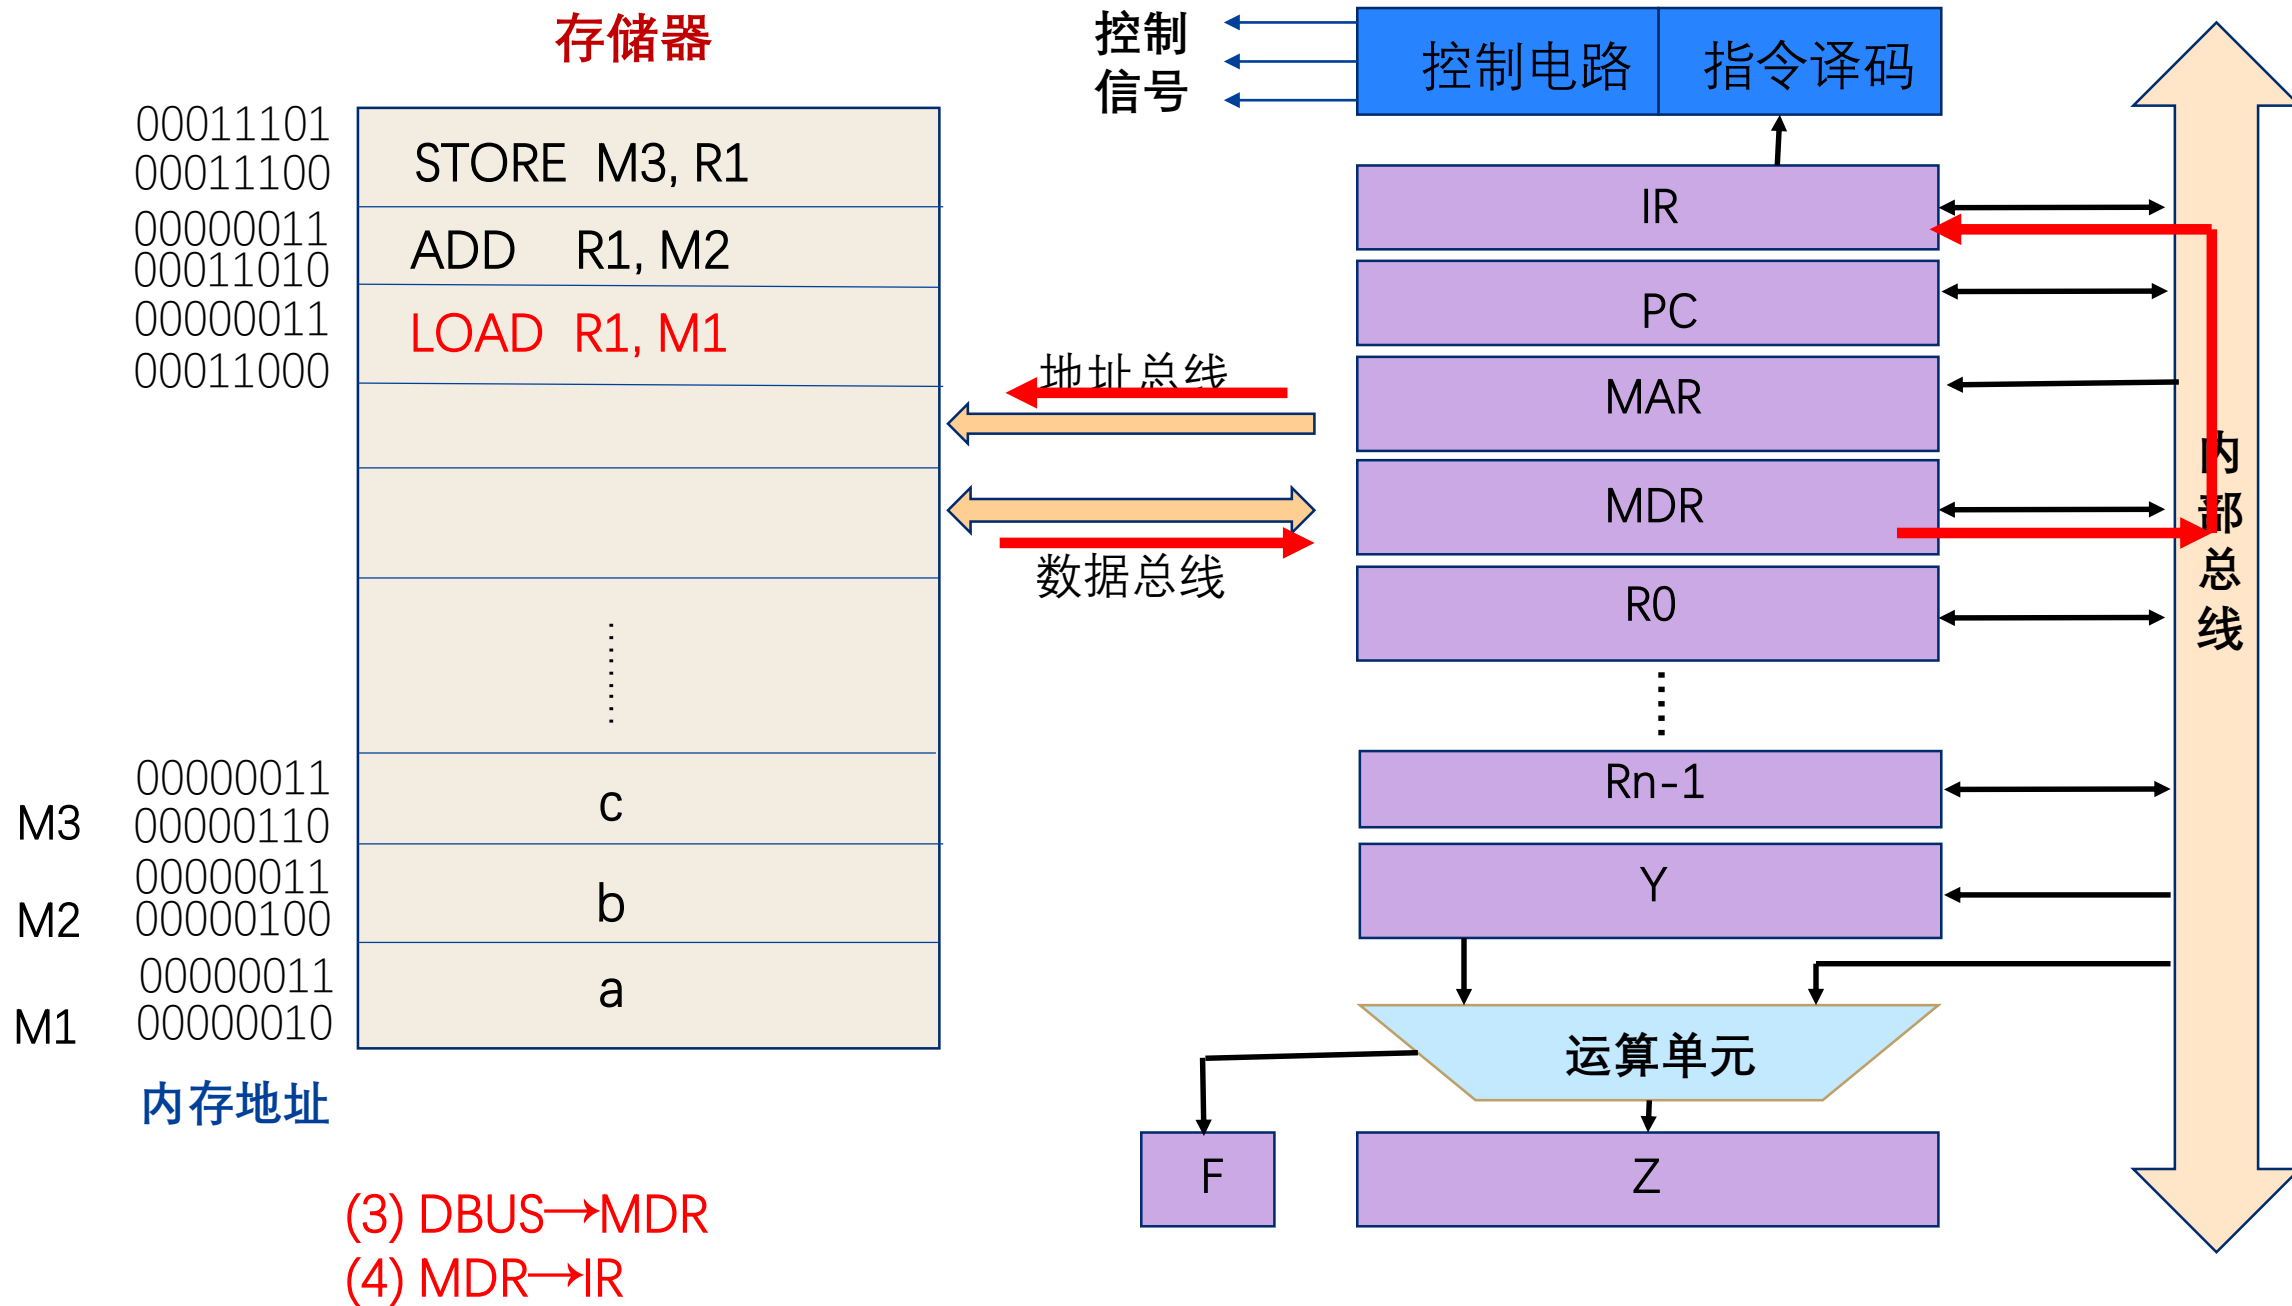 存储器
00011101
00011100
00000011
00011010
00000011
00011000
STORE M3, R1
ADD R1, M2
LOAD R1, M1
00000011
M3 00000110
c
00000011
M2 00000100
b
00000011
M1 00000010
a
内存地址
(3) DBUS→MDR
(4) MDR→IR
地址总线
数据总线
控制
信号
控制电路 指令译码
IR
PC
MAR
MDR
R0
Rn-1
Y
运算单元
F
Z
内
部
总
线